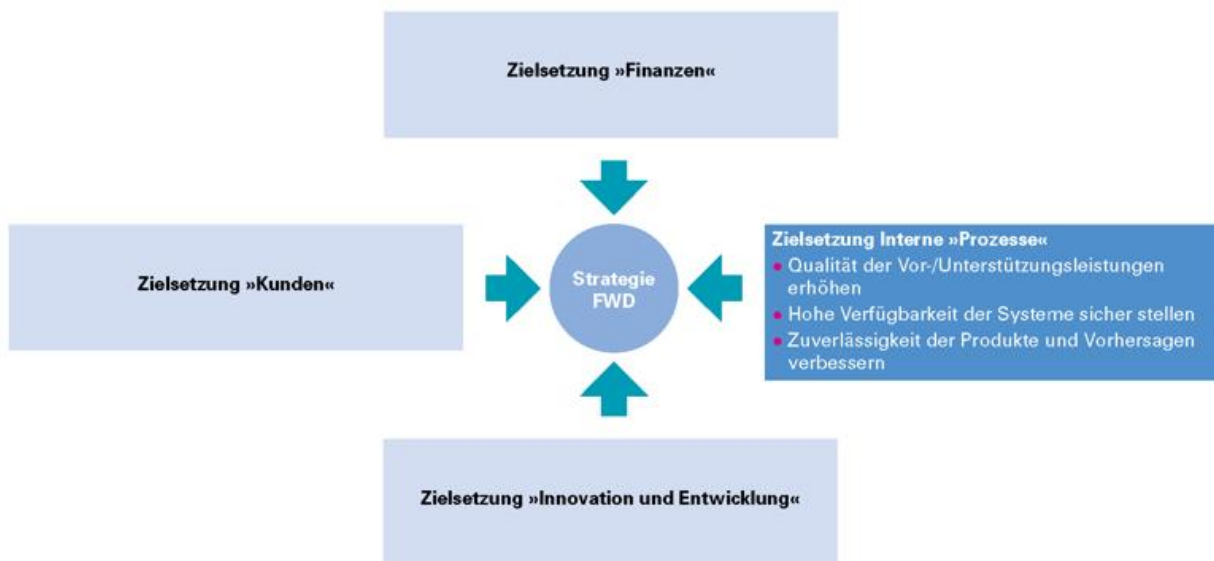 Zielsetzung »Finanzen«
Zielsetzung »Kunden«
Strategie
FWD
Zielsetzung Interne »Prozesse«
• Qualität der Vor-/Unterstützungsleistungen
erhöhen
• Hohe Verfügbarkeit der Systeme sicher stellen
• Zuverlässigkeit der Produkte und Vorhersagen
verbessern
Zielsetzung »Innovation und Entwicklung«